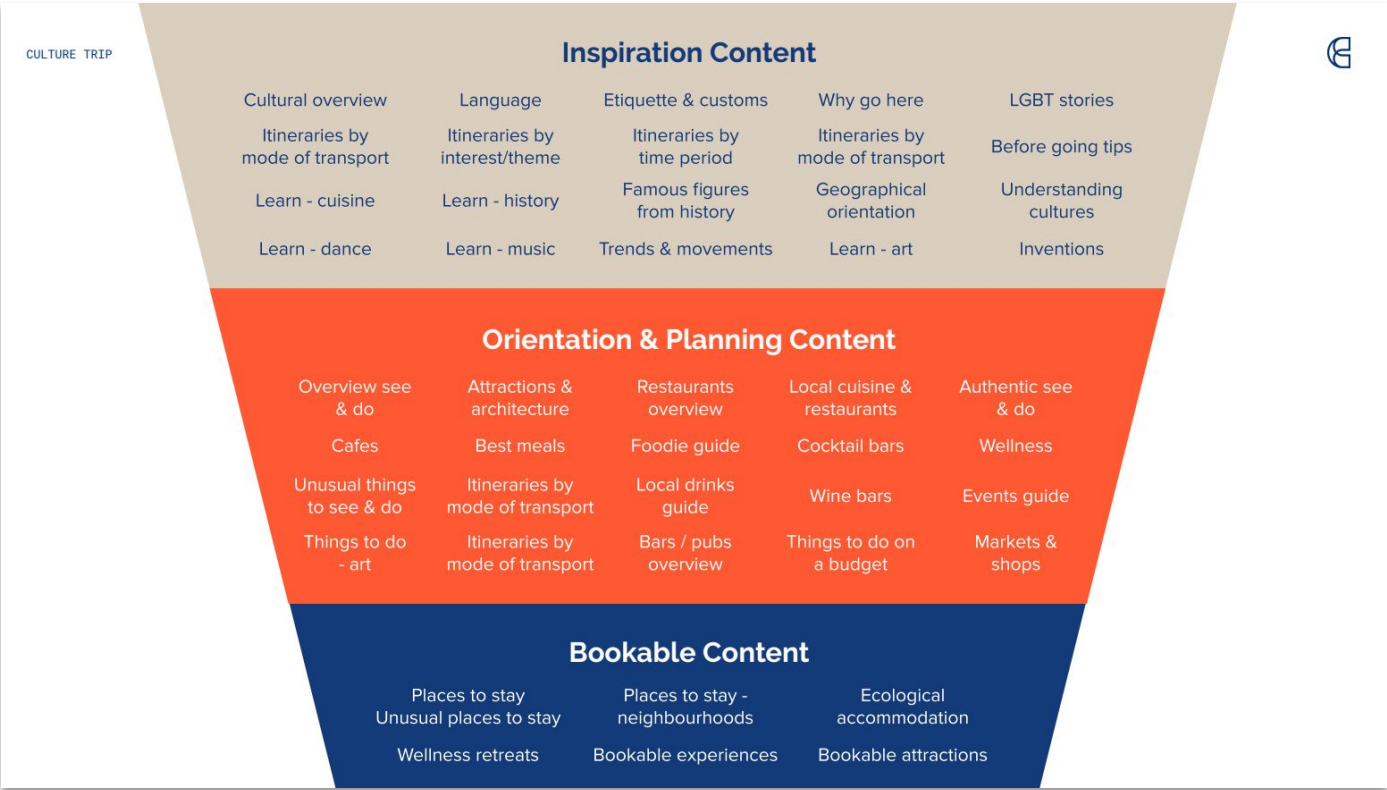 CULTURE TRIP
Inspiration Content
Cultural overview
Language
Etiquette & customs
Why go here
LGBT stories
Itineraries by
mode of transport
Itineraries by
interest/theme
Itineraries by
time period
Itineraries by
mode of transport
Before going tips
Learn - cuisine
Learn - history
Famous figures
from history
Geographical
orientation
Understanding
cultures
Learn - dance
Learn - music
Trends & movements
Learn - art
Inventions
Orientation & Planning Content
Overview see
& do
Attractions &
architecture
Restaurants
overview
Local cuisine &
restaurants
Authentic see
& do
Cafes
Best meals
Foodie guide
Cocktail bars
Wellness
Unusual things
to see & do
Itineraries by
mode of transport
Local drinks
guide
Wine bars
Events guide
Things to do
- art
Itineraries by
mode of transport
Bars / pubs
overview
Things to do on
a budget
Markets &
shops
Bookable Content
Places to stay
Unusual places to stay
Places to stay -
neighbourhoods
Ecological
accommodation
Wellness retreats
Bookable experiences
Bookable attractions